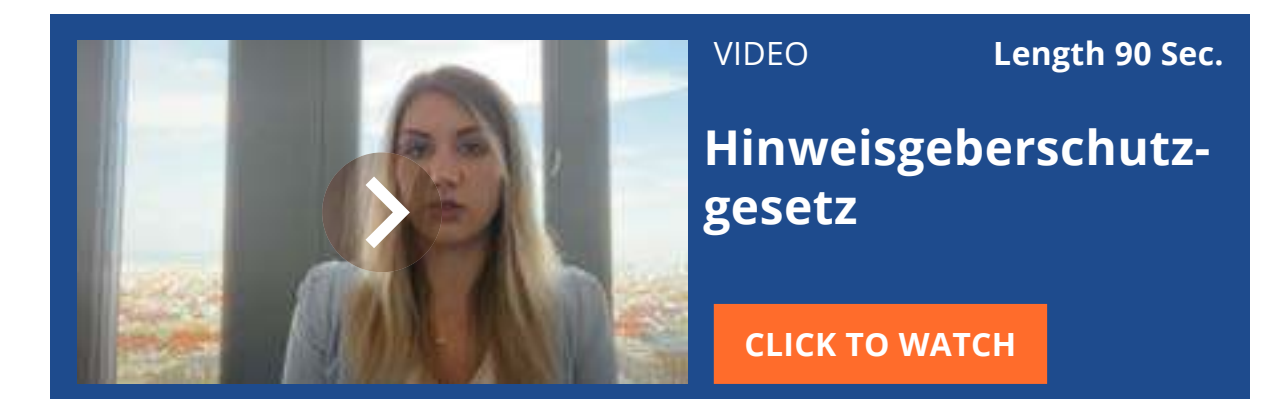 VIDEO Length 90 Sec.
Hinweisgeberschutz-
gesetz
CLICK TO WATCH